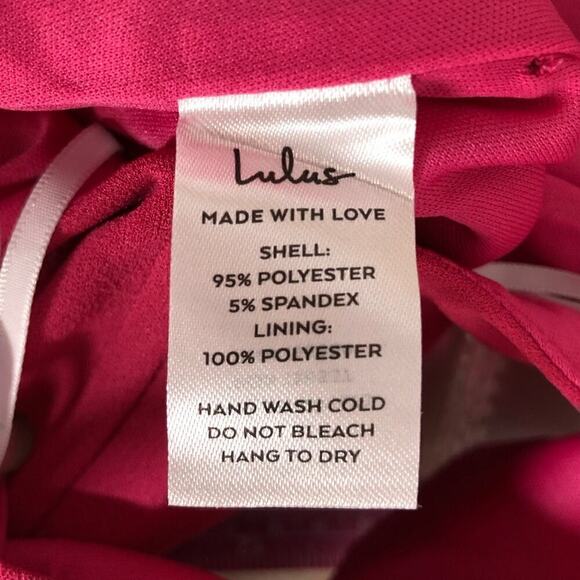 Lulus
MADE WITH LOVE
SHELL:
95% POLYESTER
5% SPANDEX
LINING:
100% POLYESTER
HAND WASH COLD
DO NOT BLEACH
HANG TO DRY